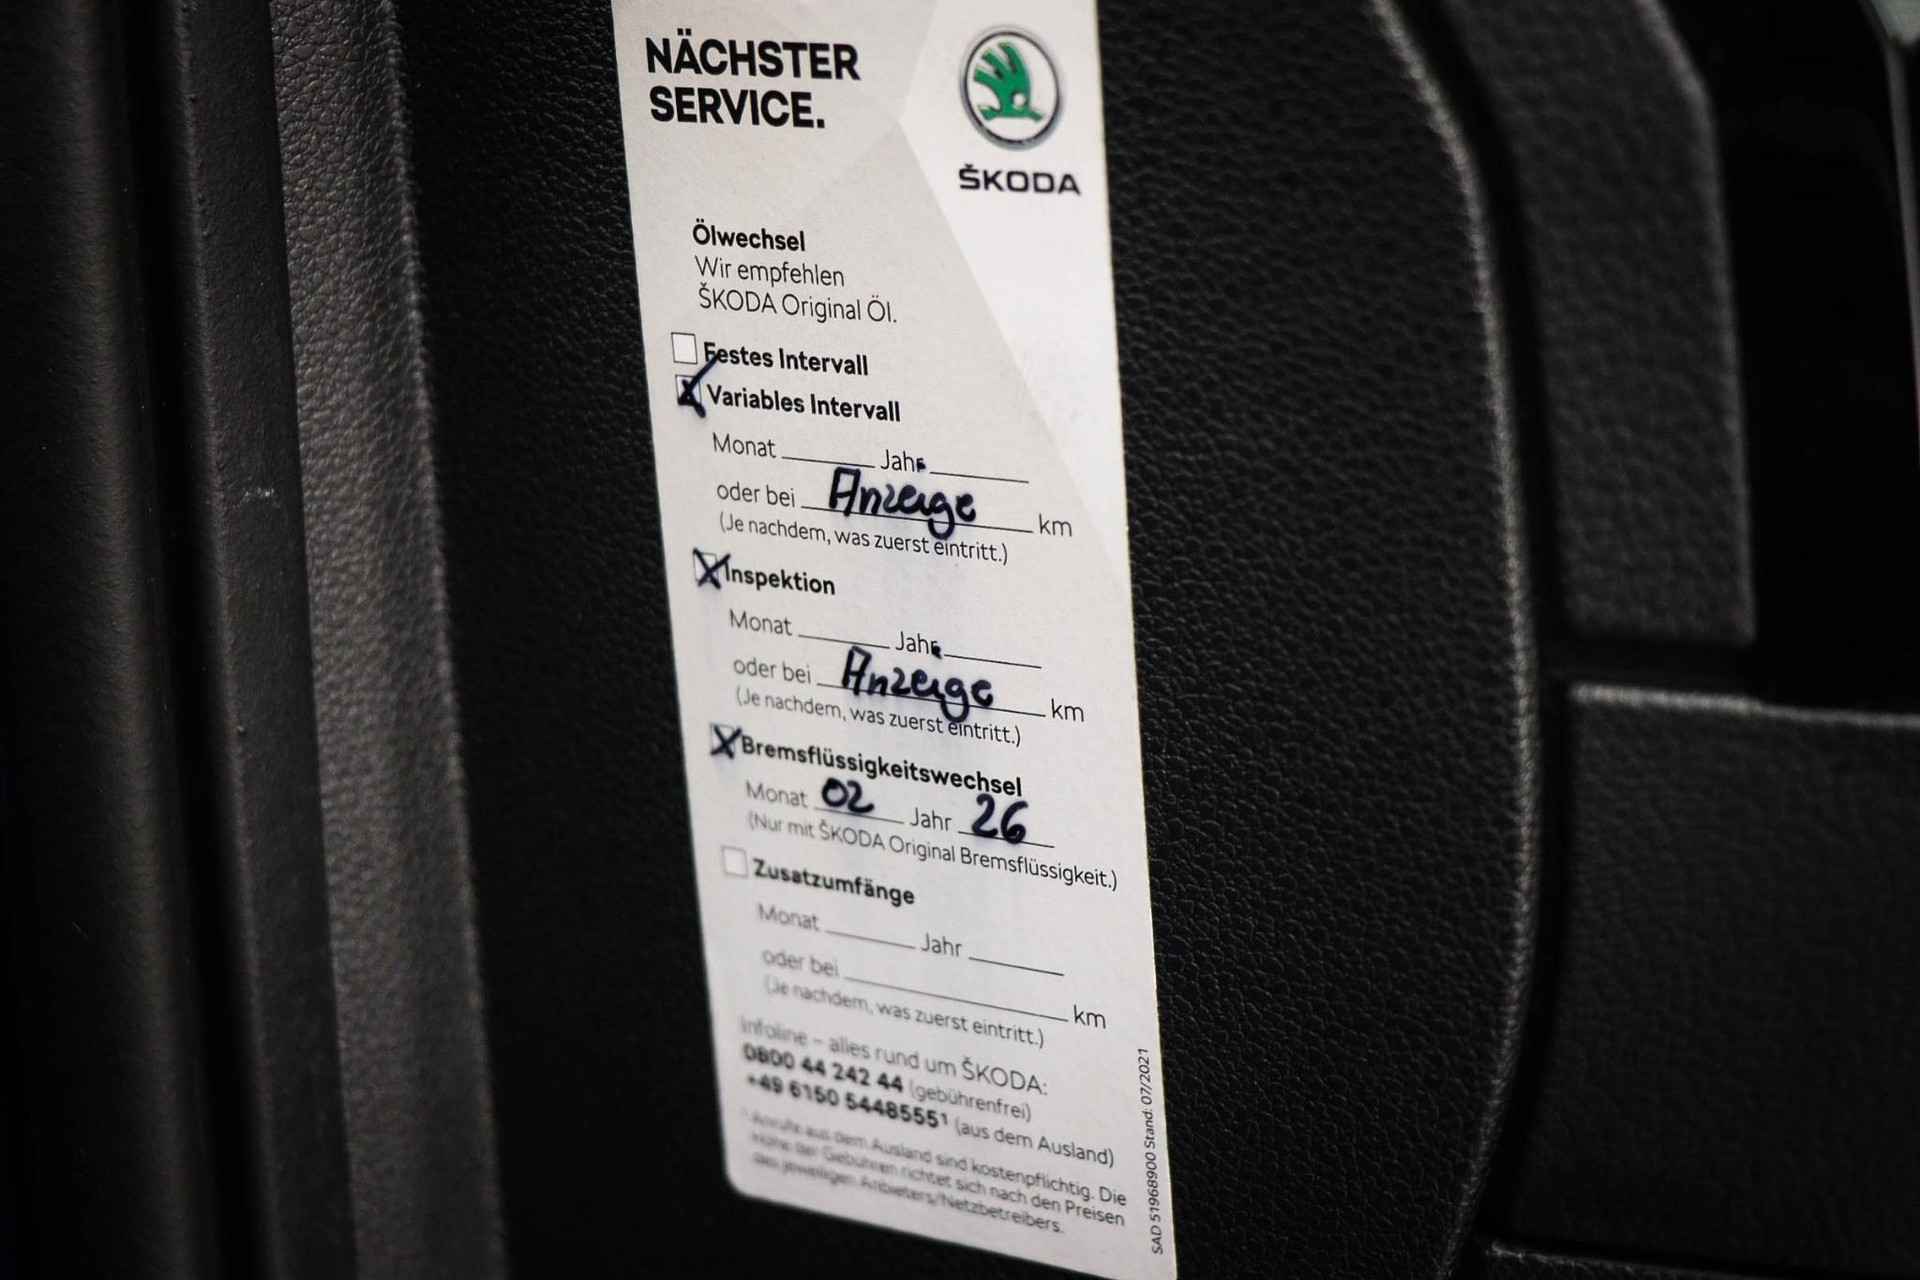 NÄCHSTER
SERVICE.
ŠKODA
Ölwechsel
Wir empfehlen
ŠKODA Original Öl.
Festes Intervall
Variables Intervall
Monat Jahr
oder bei Anzeige km
(Je nachdem, was zuerst eintritt.)
Inspektion
Monat Jahr
oder bei Anzeige km
(Je nachdem, was zuerst eintritt.)
Bremsflüssigkeitswechsel
Monat 02 Jahr 26
(Nur mit ŠKODA Original Bremsflüssigkeit.)
Zusatzumfänge
Monat Jahr
oder bei km
(Je nachdem, was zuerst eintritt.)
Infoline – alles rund um ŠKODA:
0800 44 242 44 (gebührenfrei)
+49 6150 5448555¹ (aus dem Ausland)
¹ Anrufe aus dem Ausland sind kostenpflichtig. Die
Höhe der Gebühren richtet sich nach den Preisen
des jeweiligen Anbieters/Netzbetreibers.
SAD 51968900 Stand: 07/2021